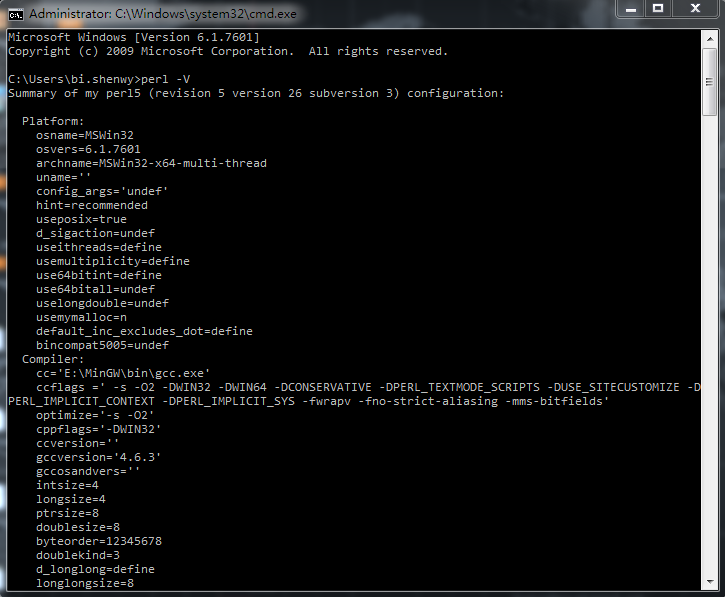 Administrator: C:\Windows\system32\cmd.exe
Microsoft Windows [Version 6.1.7601]
Copyright (c) 2009 Microsoft Corporation.  All rights reserved.
C:\Users\bi.shenwy>perl -V
Summary of my perl5 (revision 5 version 26 subversion 3) configuration:
Platform:
osname=MSWin32
osvers=6.1.7601
archname=MSWin32-x64-multi-thread
uname=''
config_args='undef'
hint=recommended
useposix=true
d_sigaction=undef
useithreads=define
usemultiplicity=define
use64bitint=define
use64bitall=undef
uselongdouble=undef
usemymalloc=n
default_inc_excludes_dot=define
bincompat5005=undef
Compiler:
cc='E:\MinGW\bin\gcc.exe'
ccflags =' -s -O2 -DWIN32 -DWIN64 -DCONSERVATIVE -DPERL_TEXTMODE_SCRIPTS -DUSE_SITECUSTOMIZE -D
PERL_IMPLICIT_CONTEXT -DPERL_IMPLICIT_SYS -fwrapv -fno-strict-aliasing -mms-bitfields'
optimize='-s -O2'
cppflags='-DWIN32'
ccversion=''
gccversion='4.6.3'
gccosandvers=''
intsize=4
longsize=4
ptrsize=8
doublesize=8
byteorder=12345678
doublekind=3
d_longlong=define
longlongsize=8